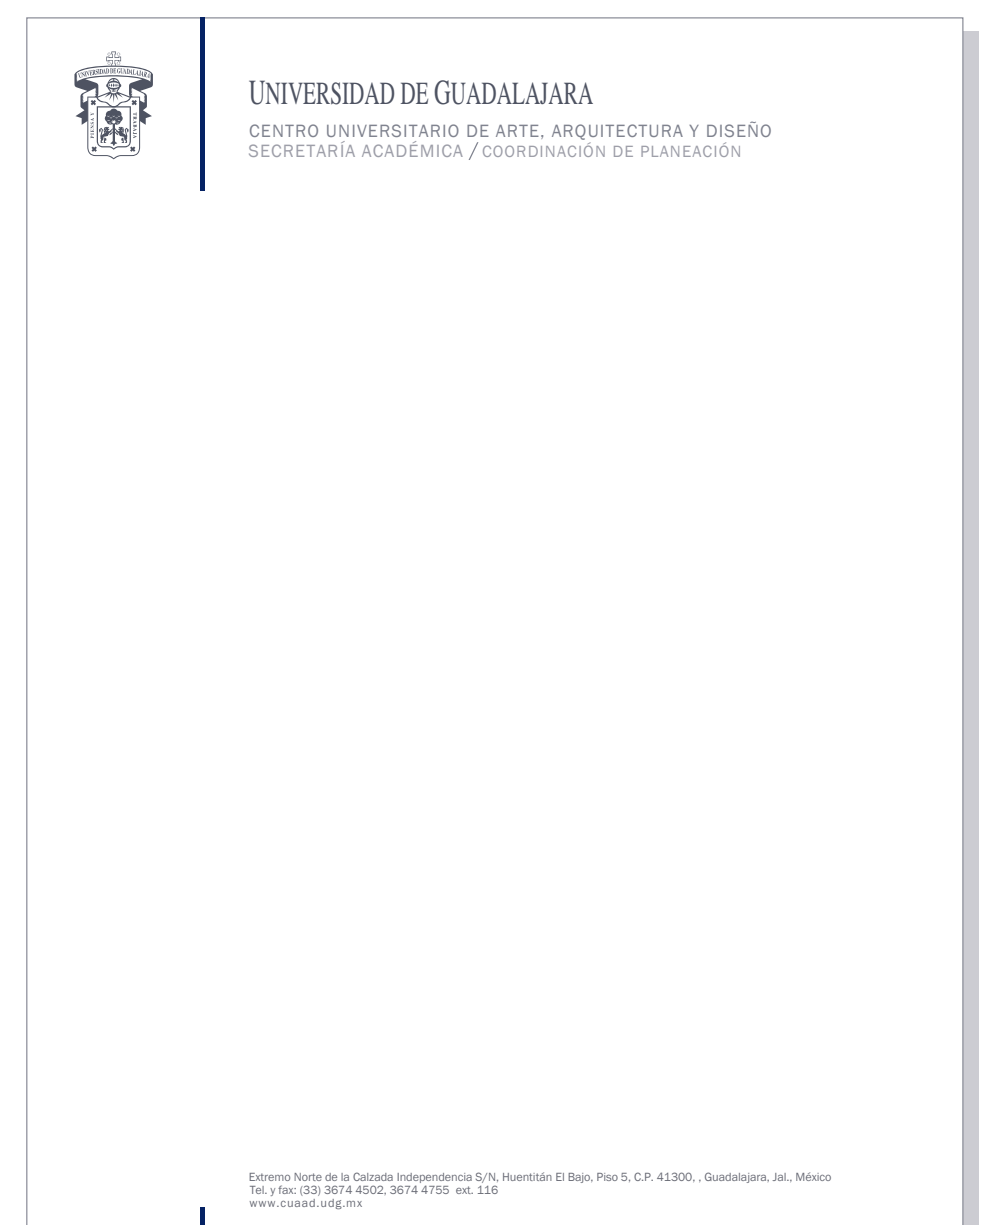 UNIVERSIDAD DE GUADALAJARA
PIENSA Y
TRABAJA
UNIVERSIDAD DE GUADALAJARA
CENTRO UNIVERSITARIO DE ARTE, ARQUITECTURA Y DISEÑO
SECRETARÍA ACADÉMICA / COORDINACIÓN DE PLANEACIÓN
Extremo Norte de la Calzada Independencia S/N, Huentitán El Bajo, Piso 5, C.P. 41300, , Guadalajara, Jal., México
Tel. y fax: (33) 3674 4502, 3674 4755 ext. 116
www.cuaad.udg.mx